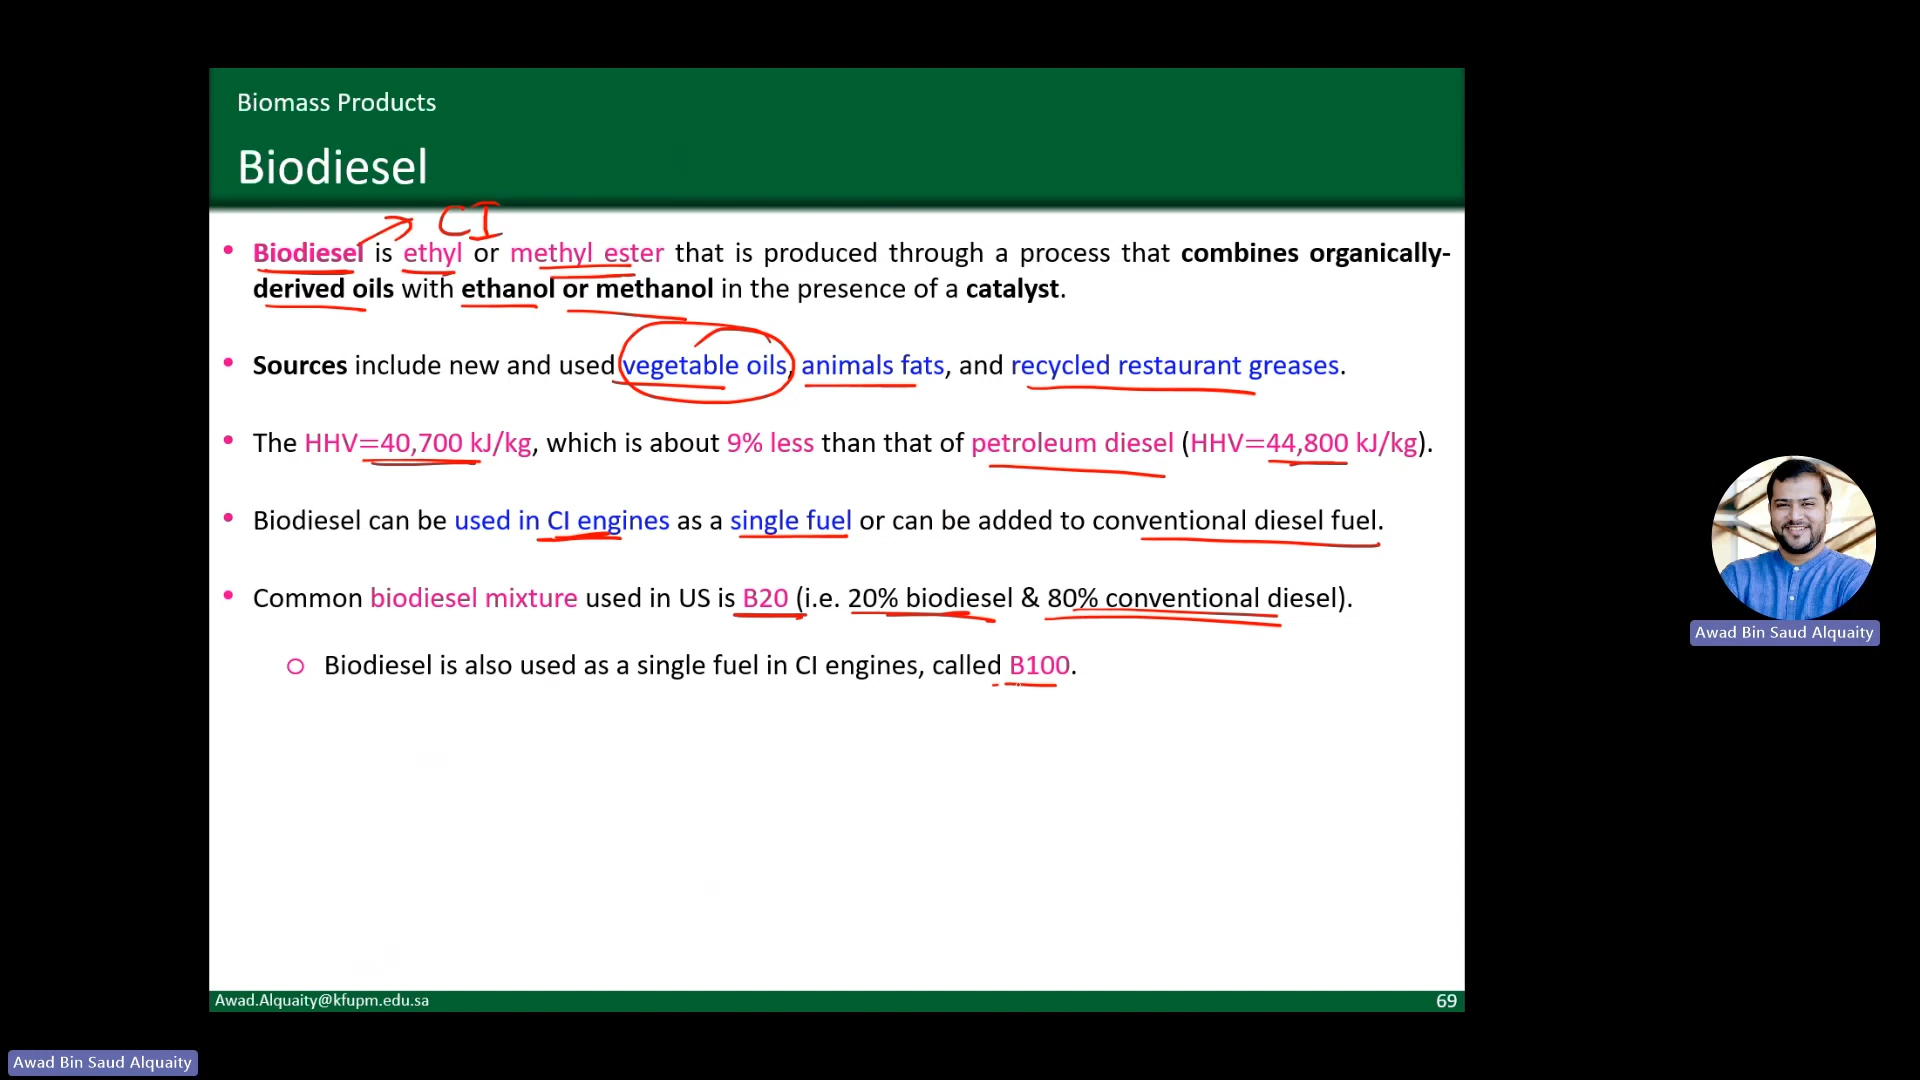 Biomass Products
Biodiesel
CI
• Biodiesel is ethyl or methyl ester that is produced through a process that combines organically-
derived oils with ethanol or methanol in the presence of a catalyst.
• Sources include new and used vegetable oils, animals fats, and recycled restaurant greases.
• The HHV=40,700 kJ/kg, which is about 9% less than that of petroleum diesel (HHV=44,800 kJ/kg).
• Biodiesel can be used in CI engines as a single fuel or can be added to conventional diesel fuel.
• Common biodiesel mixture used in US is B20 (i.e. 20% biodiesel & 80% conventional diesel).
o Biodiesel is also used as a single fuel in CI engines, called B100.
Awad Bin Saud Alquaity
Awad.Alquaity@kfupm.edu.sa
69
Awad Bin Saud Alquaity